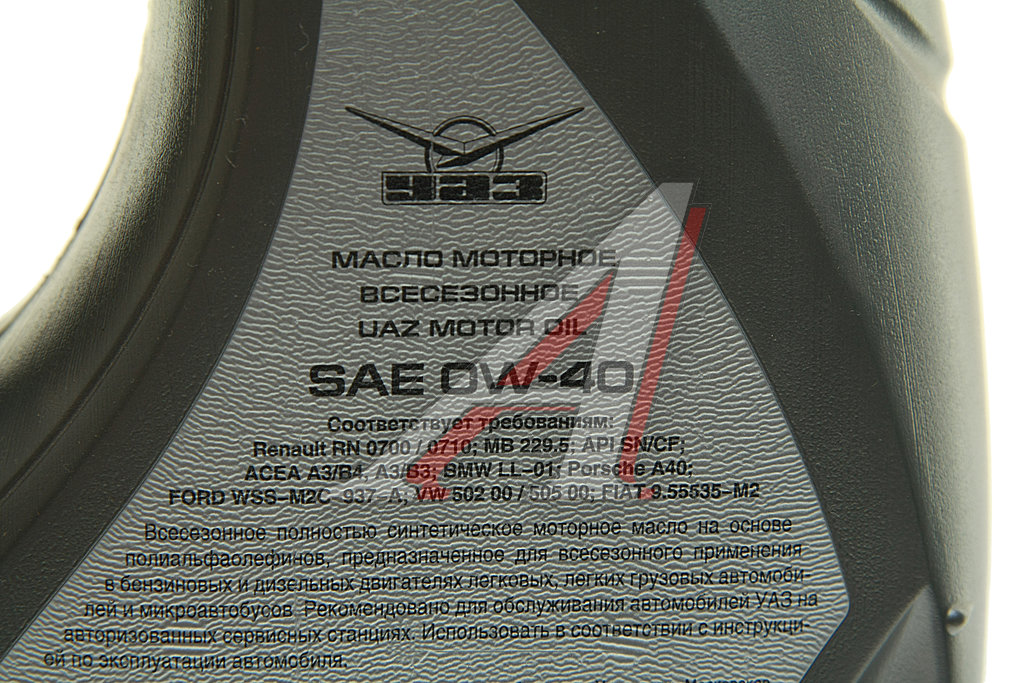 УАЗ
МАСЛО МОТОРНОЕ
ВСЕСЕЗОННОЕ
UAZ MOTOR OIL
SAE 0W-40
Соответствует требованиям:
Renault RN 0700 / 0710; MB 229.5; API SN/CF;
ACEA A3/B4, A3/B3; BMW LL-01; Porsche A40;
FORD WSS-M2C-937-A; VW 502 00 / 505 00; FIAT 9.55535-M2
Всесезонное полностью синтетическое моторное масло на основе
полиальфаолефинов, предназначенное для всесезонного применения
в бензиновых и дизельных двигателях легковых, легких грузовых автомоби-
лей и микроавтобусов. Рекомендовано для обслуживания автомобилей УАЗ на
авторизованных сервисных станциях. Использовать в соответствии с инструкци-
ей по эксплуатации автомобиля.